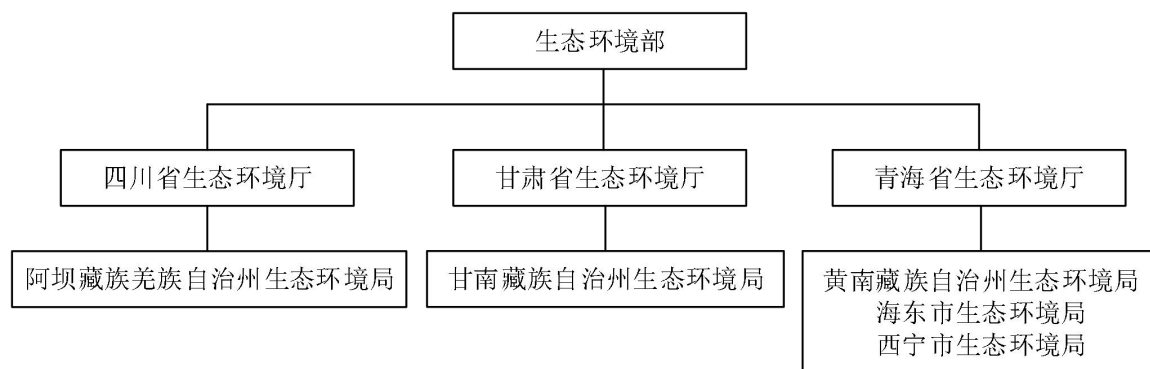 生态环境部
四川省生态环境厅
甘肃省生态环境厅
青海省生态环境厅
阿坝藏族羌族自治州生态环境局
甘南藏族自治州生态环境局
黄南藏族自治州生态环境局
海东市生态环境局
西宁市生态环境局